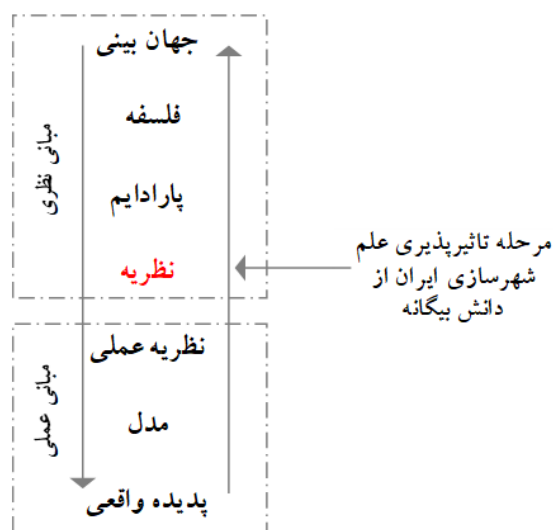 جهان بینی
فلسفه
پارادایم
نظریه
مبانی نظری
مرحله تاثیرپذیری علم
شهرسازی ایران از
دانش بیگانه
نظریه عملی
مدل
پدیده واقعی
مبانی عملی